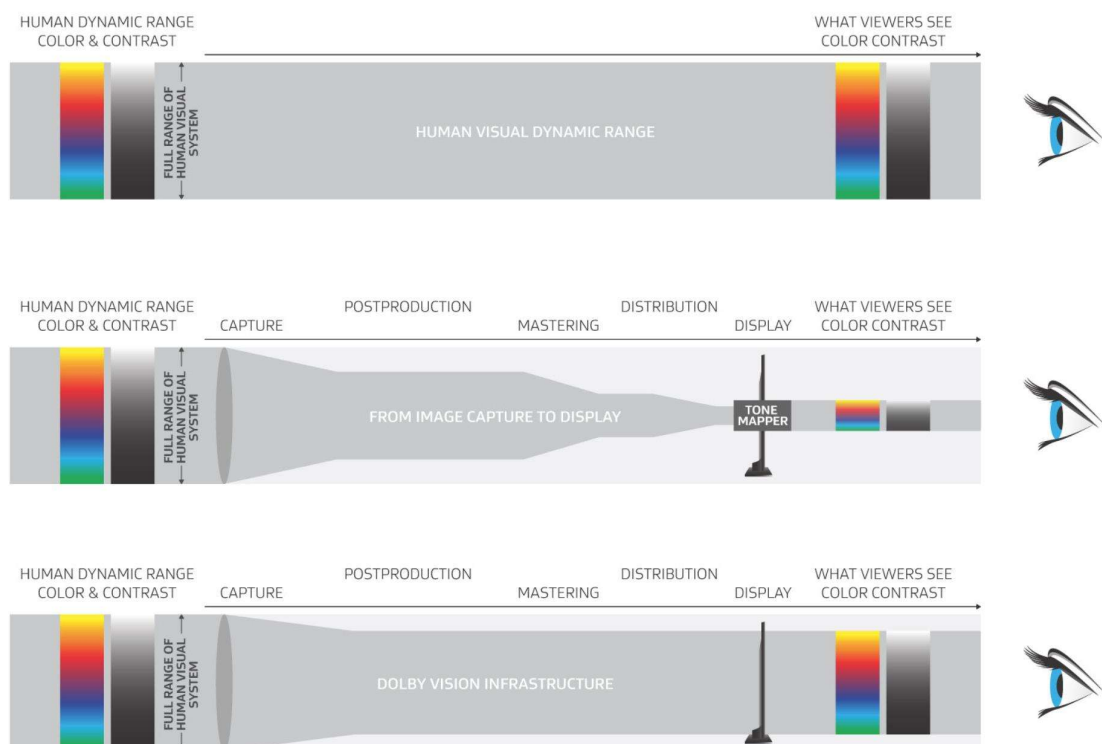 HUMAN DYNAMIC RANGE
COLOR & CONTRAST
WHAT VIEWERS SEE
COLOR CONTRAST
FULL RANGE OF
HUMAN VISUAL
SYSTEM
HUMAN VISUAL DYNAMIC RANGE
HUMAN DYNAMIC RANGE
COLOR & CONTRAST
CAPTURE
POSTPRODUCTION
MASTERING
DISTRIBUTION
DISPLAY
WHAT VIEWERS SEE
COLOR CONTRAST
FULL RANGE OF
HUMAN VISUAL
SYSTEM
FROM IMAGE CAPTURE TO DISPLAY
TONE
MAPPER
HUMAN DYNAMIC RANGE
COLOR & CONTRAST
CAPTURE
POSTPRODUCTION
MASTERING
DISTRIBUTION
DISPLAY
WHAT VIEWERS SEE
COLOR CONTRAST
FULL RANGE OF
HUMAN VISUAL
SYSTEM
DOLBY VISION INFRASTRUCTURE